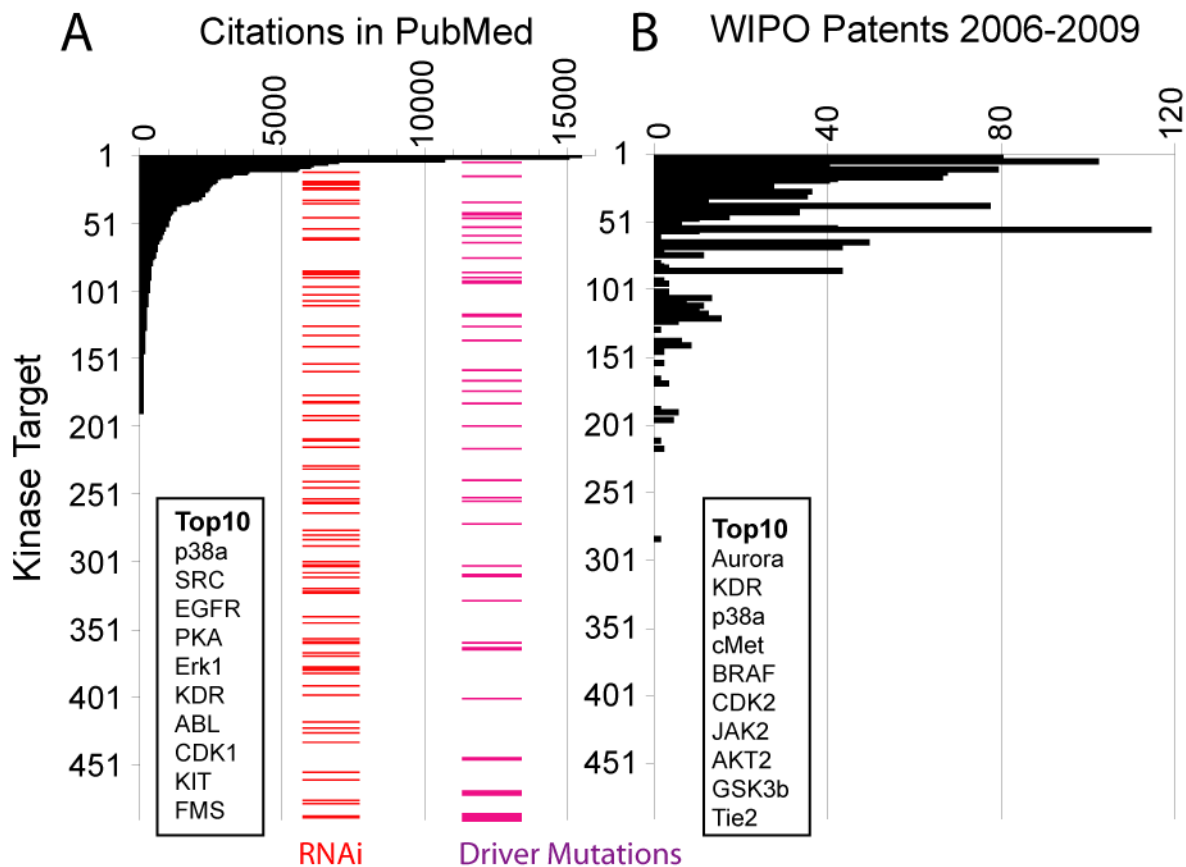 A
Citations in PubMed
0
5000
10000
15000
Kinase Target
1
51
101
151
201
251
301
351
401
451
Top10
p38a
SRC
EGFR
PKA
Erk1
KDR
ABL
CDK1
KIT
FMS
RNAi
Driver Mutations
B
WIPO Patents 2006-2009
0
40
80
120
1
51
101
151
201
251
301
351
401
451
Top10
Aurora
KDR
p38a
cMet
BRAF
CDK2
JAK2
AKT2
GSK3b
Tie2